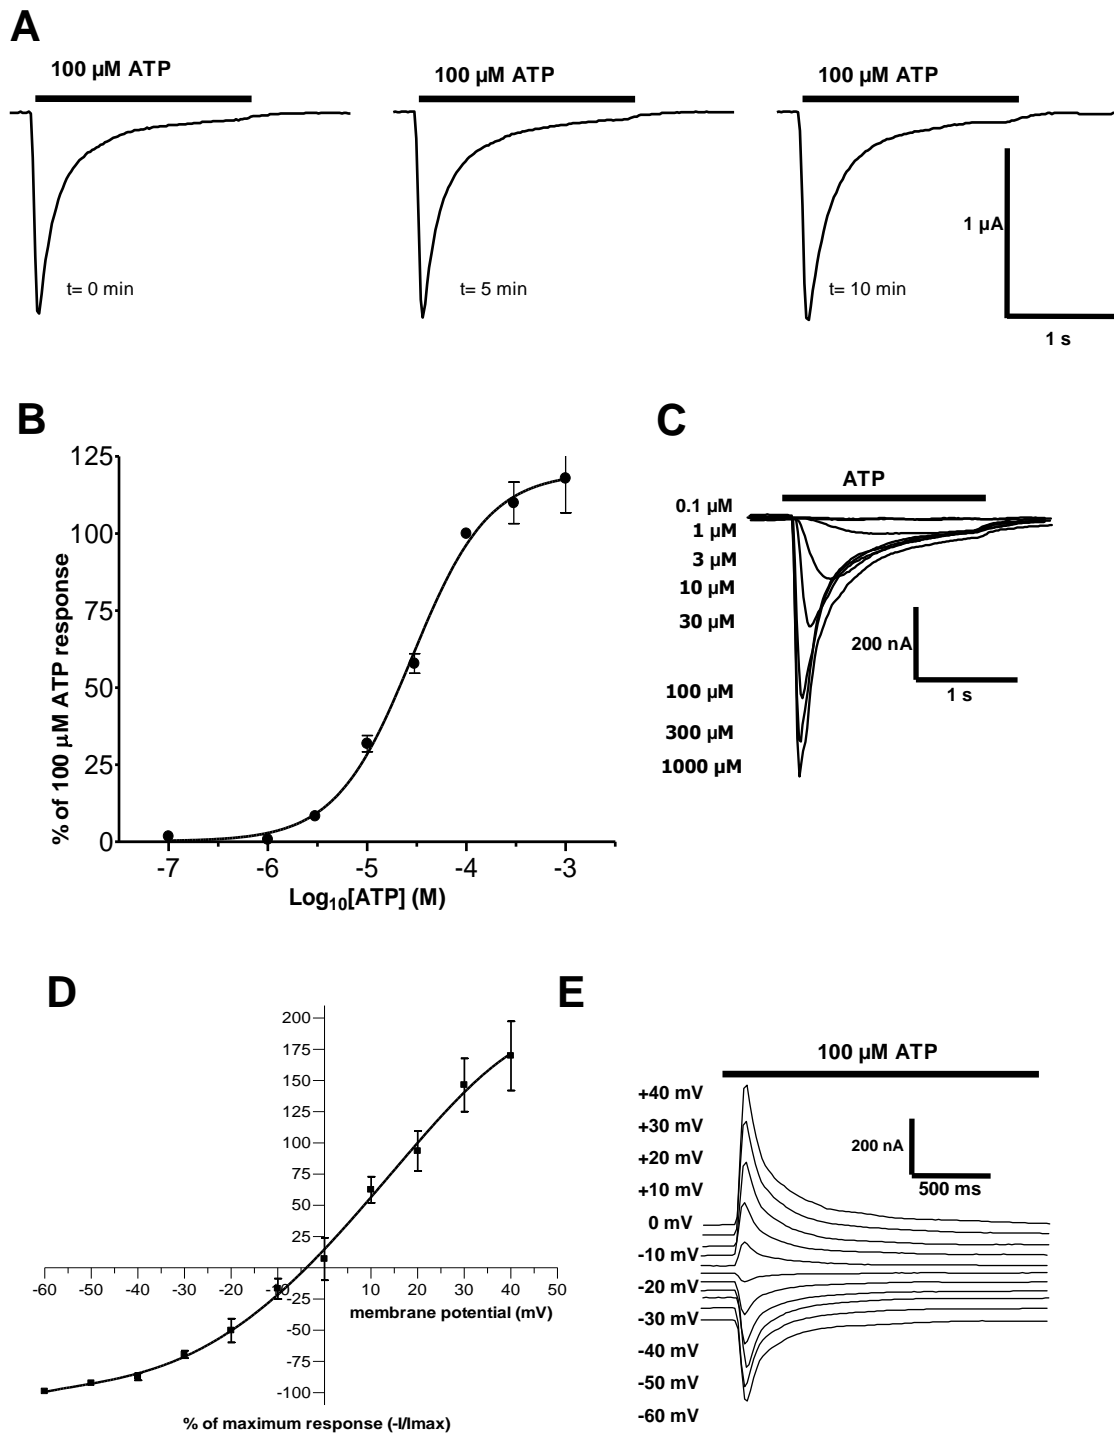 A
100 µM ATP
100 µM ATP
100 µM ATP
1 µA
t= 0 min
t= 5 min
t= 10 min
1 s
B
125
100
75
50
25
0
% of 100 µM ATP response
-7 -6 -5 -4 -3
Log10[ATP] (M)
C
ATP
0.1 µM
1 µM
3 µM
10 µM
30 µM
200 nA
1 s
100 µM
300 µM
1000 µM
D
200
175
150
125
100
75
50
25
-60 -50 -40 -30 -20 -10 10 20 30 40 50
-25
membrane potential (mV)
-50
-75
-100
% of maximum response (-I/Imax)
E
100 µM ATP
+40 mV
+30 mV
200 nA
+20 mV
+10 mV
500 ms
0 mV
-10 mV
-20 mV
-30 mV
-40 mV
-50 mV
-60 mV